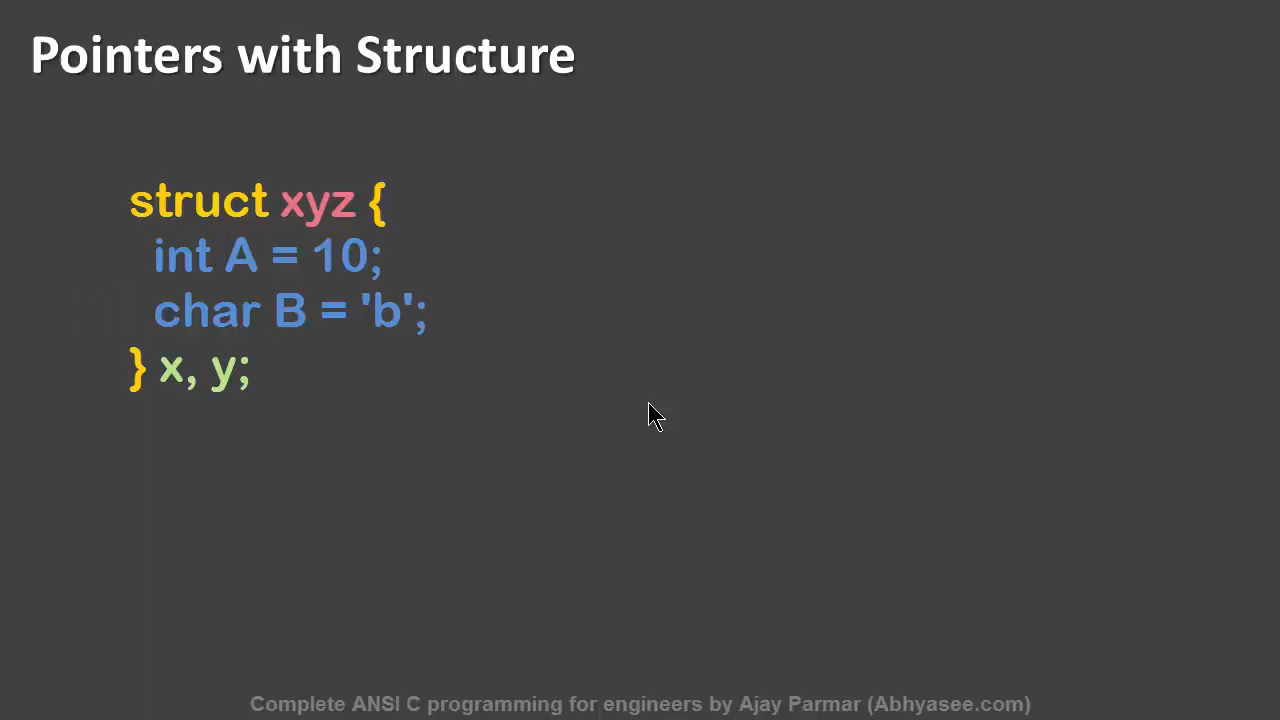 Pointers with Structure
struct xyz {
int A = 10;
char B = 'b';
} x, y;
Complete ANSI C programming for engineers by Ajay Parmar (Abhyasee.com)